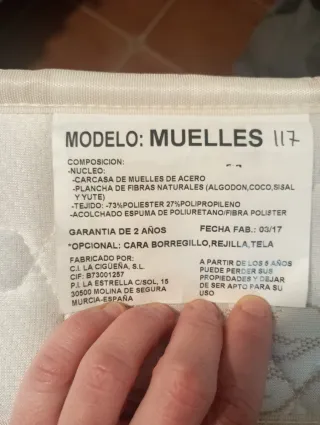 MODELO: MUELLES 117
COMPOSICION:
-NUCLEO:
-CARCASA DE MUELLES DE ACERO
-PLANCHA DE FIBRAS NATURALES (ALGODON,COCO,SISAL
Y YUTE)
-TEJIDO: -73%POLIESTER 27%POLIPROPILENO
-ACOLCHADO ESPUMA DE POLIURETANO/FIBRA POLISTER
GARANTIA DE 2 AÑOS FECHA FAB.: 03/17
*OPCIONAL: CARA BORREGILLO,REJILLA,TELA
FABRICADO POR:
C.I. LA CIGÜEÑA, S.L.
CIF: B73001257
P.I. LA ESTRELLA C/SOL, 15
30500 MOLINA DE SEGURA
MURCIA-ESPAÑA
A PARTIR DE LOS 5 AÑOS
PUEDE PERDER SUS
PROPIEDADES Y DEJAR
DE SER APTO PARA SU
USO